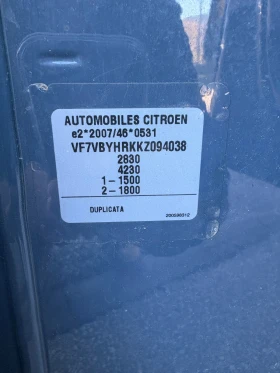 AUTOMOBILES CITROEN
e2*2007/46*0531
VF7VBYHRKKZ094038
2830
4230
1-1500
2-1800
DUPLICATA